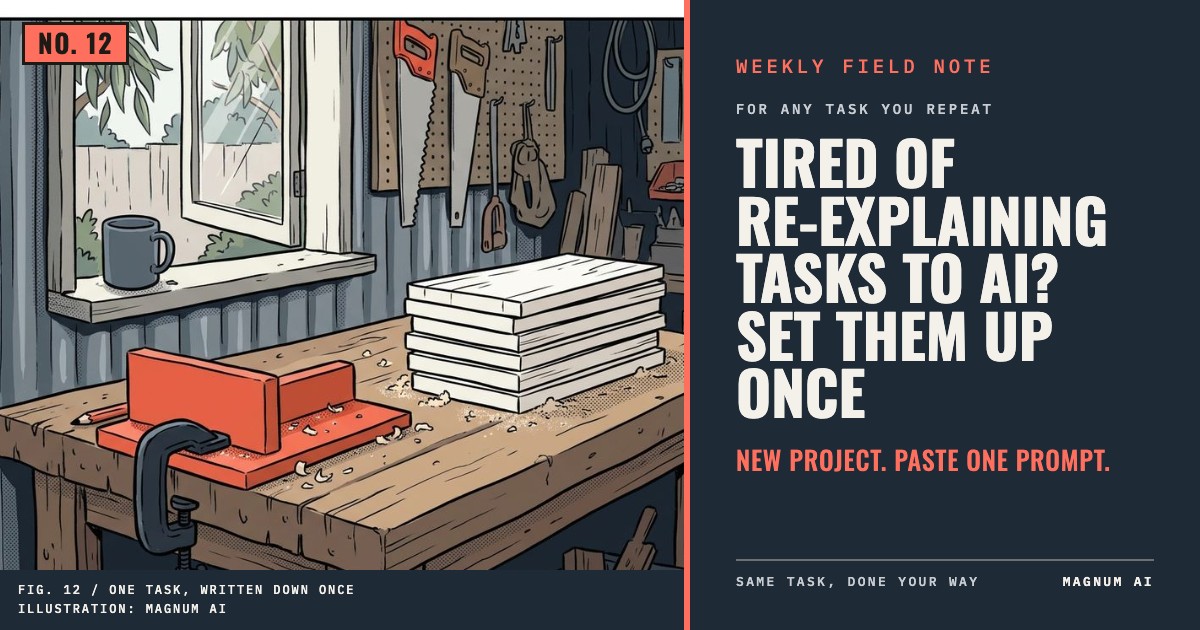 NO. 12
FIG. 12 / ONE TASK, WRITTEN DOWN ONCE
ILLUSTRATION: MAGNUM AI
WEEKLY FIELD NOTE
FOR ANY TASK YOU REPEAT
TIRED OF
RE-EXPLAINING
TASKS TO AI?
SET THEM UP
ONCE
NEW PROJECT. PASTE ONE PROMPT.
SAME TASK, DONE YOUR WAY
MAGNUM AI